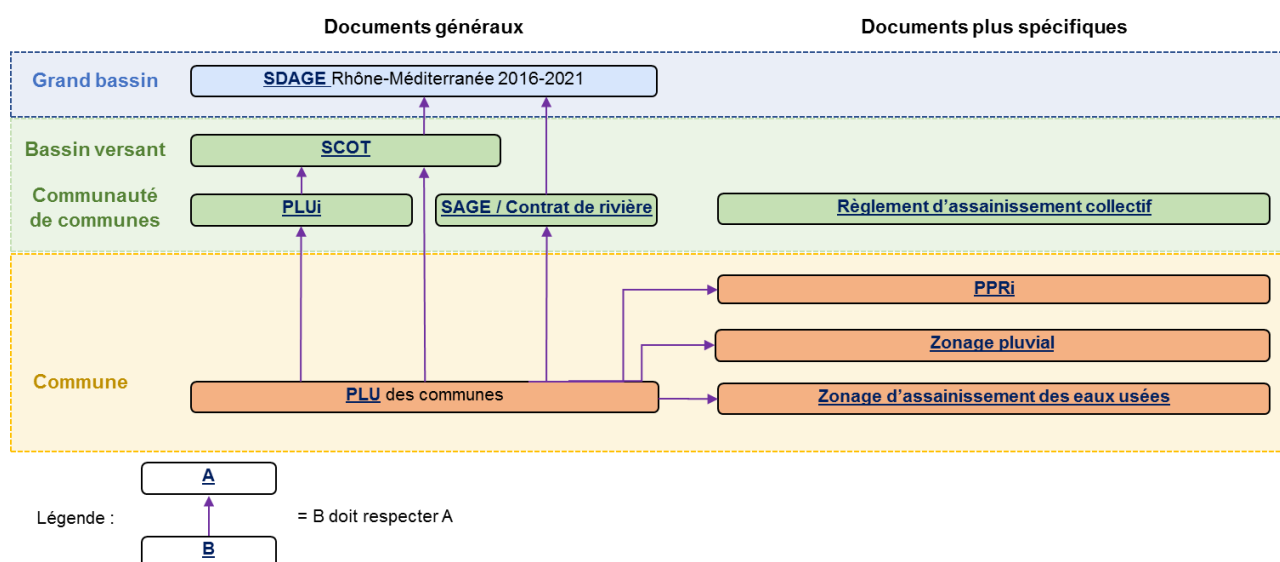 Documents généraux
Documents plus spécifiques
Grand bassin
SDAGE Rhône-Méditerranée 2016-2021
Bassin versant
SCOT
Communauté
de communes
PLUi
SAGE / Contrat de rivière
Règlement d'assainissement collectif
PPRi
Zonage pluvial
Commune
PLU des communes
Zonage d'assainissement des eaux usées
A
Légende :
= B doit respecter A
B